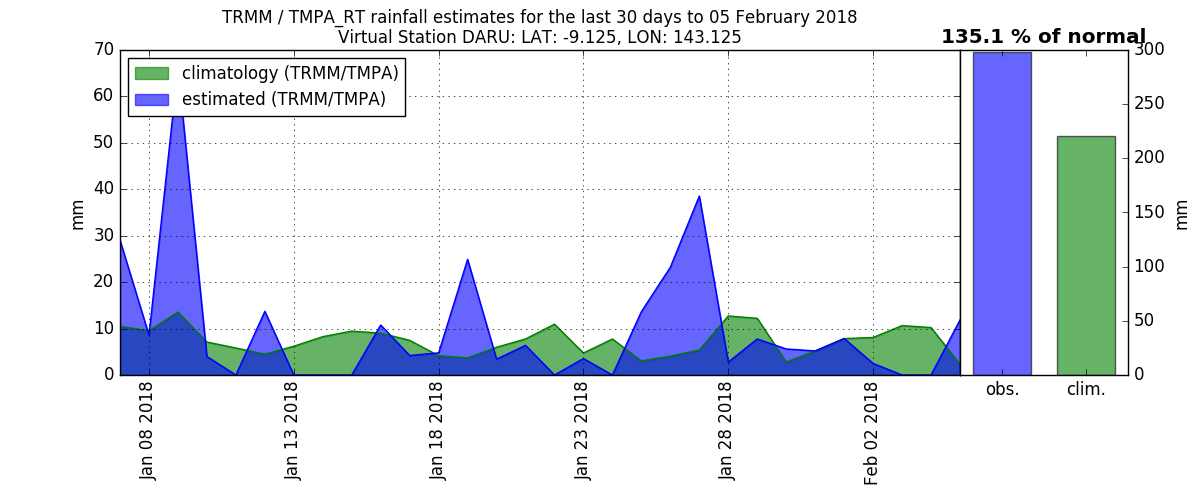 TRMM / TMPA_RT rainfall estimates for the last 30 days to 05 February 2018
Virtual Station DARU: LAT: -9.125, LON: 143.125
135.1 % of normal
climatology (TRMM/TMPA)
estimated (TRMM/TMPA)
70
60
50
40
30
20
10
0
mm
Jan 08 2018
Jan 13 2018
Jan 18 2018
Jan 23 2018
Jan 28 2018
Feb 02 2018
obs.
clim.
300
250
200
150
100
50
0
mm